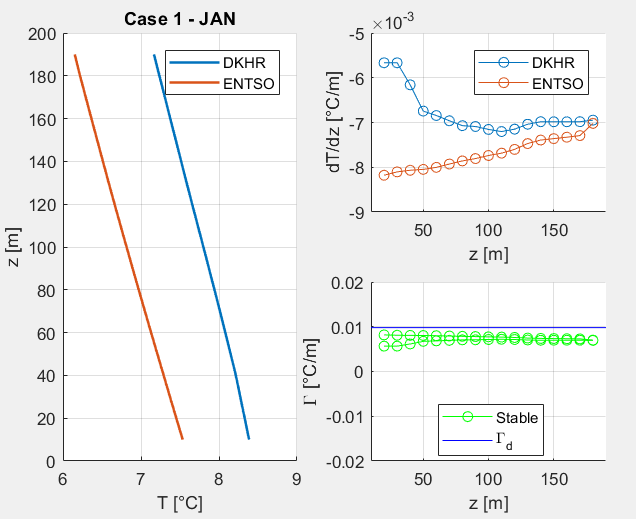 Case 1 - JAN
200
180
160
140
120
100
80
60
40
20
0
6
7
8
9
z [m]
T [°C]
DKHR
ENTSO
×10⁻³
-5
-6
-7
-8
-9
50
100
150
dT/dz [°C/m]
z [m]
DKHR
ENTSO
0.02
0.01
0
-0.01
-0.02
50
100
150
Γ [°C/m]
z [m]
Stable
Γd